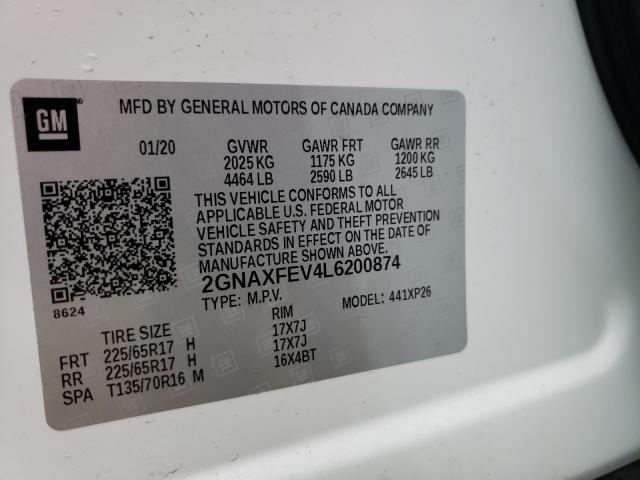 GM
MFD BY GENERAL MOTORS OF CANADA COMPANY
01/20 GVWR GAWR FRT GAWR RR
2025 KG 1175 KG 1200 KG
4464 LB 2590 LB 2645 LB
THIS VEHICLE CONFORMS TO ALL
APPLICABLE U.S. FEDERAL MOTOR
VEHICLE SAFETY AND THEFT PREVENTION
STANDARDS IN EFFECT ON THE DATE OF
MANUFACTURE SHOWN ABOVE.
2GNAXFEV4L6200874
8624
TYPE: M.P.V. MODEL: 441XP26
TIRE SIZE RIM
FRT 225/65R17 H 17X7J
RR 225/65R17 H 17X7J
SPA T135/70R16 M 16X4BT